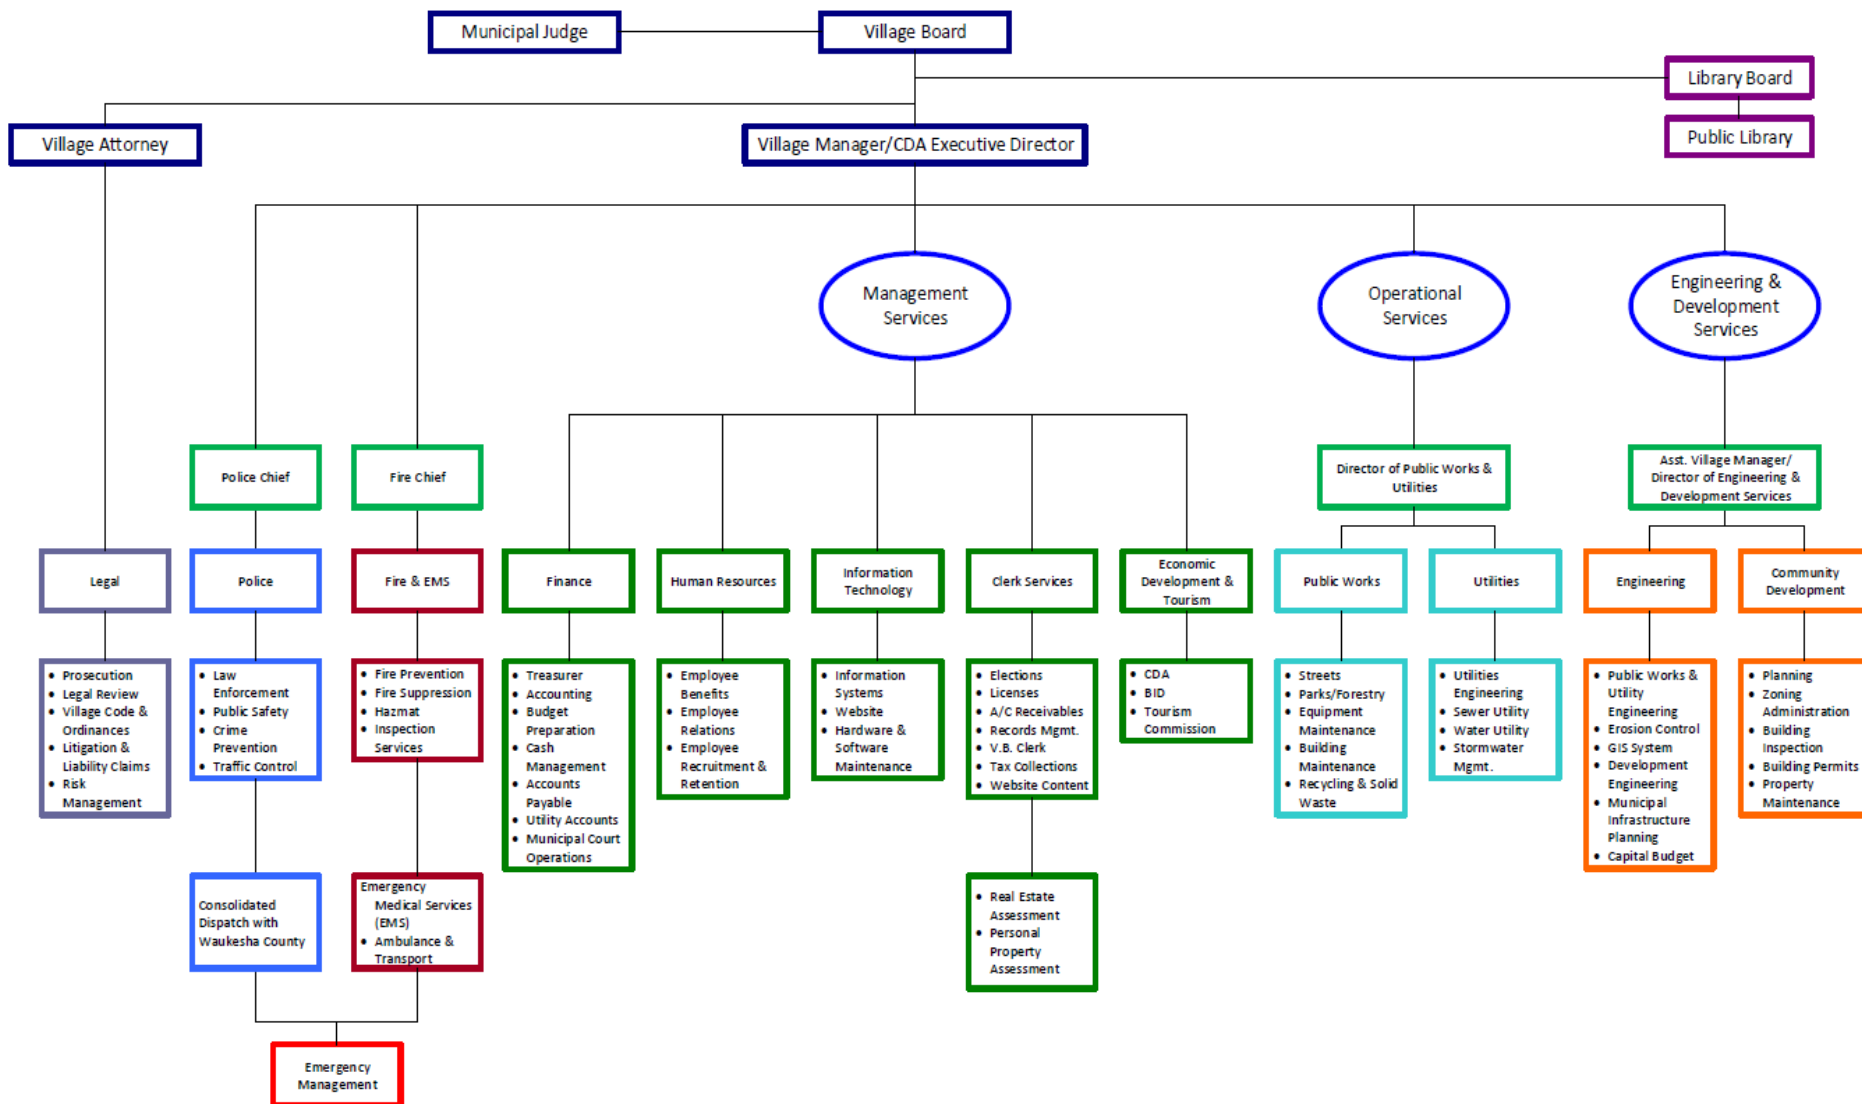 Municipal Judge
Village Board
Library Board
Public Library
Village Attorney
Village Manager/CDA Executive Director
Management
Services
Operational
Services
Engineering &
Development
Services
Police Chief
Fire Chief
Director of Public Works &
Utilities
Asst. Village Manager/
Director of Engineering &
Development Services
Legal
Police
Fire & EMS
Finance
Human Resources
Information
Technology
Clerk Services
Economic
Development &
Tourism
Public Works
Utilities
Engineering
Community
Development
• Prosecution
• Legal Review
• Village Code &
Ordinances
• Litigation &
Liability Claims
• Risk
Management
• Law
Enforcement
• Public Safety
• Crime
Prevention
• Traffic Control
• Fire Prevention
• Fire Suppression
• Hazmat
• Inspection
Services
• Treasurer
• Accounting
• Budget
Preparation
• Cash
Management
• Accounts
Payable
• Utility Accounts
• Municipal Court
Operations
• Employee
Benefits
• Employee
Relations
• Employee
Recruitment &
Retention
• Information
Systems
• Website
• Hardware &
Software
Maintenance
• Elections
• Licenses
• A/C Receivables
• Records Mgmt.
• V.B. Clerk
• Tax Collections
• Website Content
• CDA
• BID
• Tourism
Commission
• Streets
• Parks/Forestry
• Equipment
Maintenance
• Building
Maintenance
• Recycling & Solid
Waste
• Utilities
Engineering
• Sewer Utility
• Water Utility
• Stormwater
Mgmt.
• Public Works &
Utility
Engineering
• Erosion Control
• GIS System
• Development
Engineering
• Municipal
Infrastructure
Planning
• Capital Budget
• Planning
• Zoning
Administration
• Building
Inspection
• Building Permits
• Property
Maintenance
Consolidated
Dispatch with
Waukesha County
Emergency
Medical Services
(EMS)
• Ambulance &
Transport
• Real Estate
Assessment
• Personal
Property
Assessment
Emergency
Management